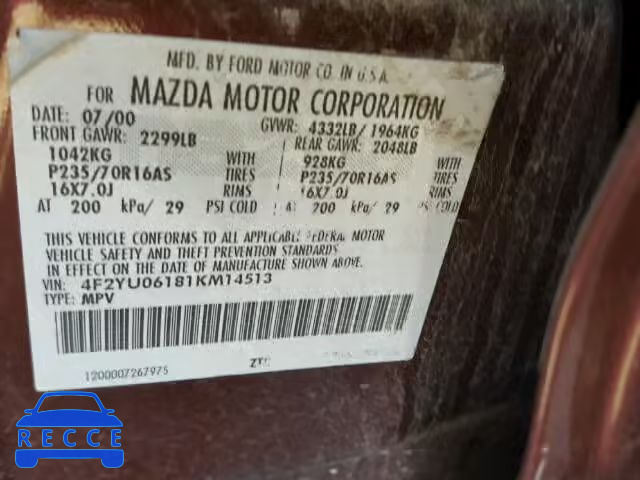 MFD. BY FORD MOTOR CO. IN U.S.A.
FOR MAZDA MOTOR CORPORATION
DATE: 07/00 GVWR: 4332LB/1964KG
FRONT GAWR: 2299LB REAR GAWR: 2048LB
1042KG WITH 928KG WITH
P235/70R16AS TIRES P235/70R16AS TIRES
16X7.0J RIMS 16X7.0J RIMS
AT 200 kPa/29 PSI COLD AT 200 kPa/29 PSI COLD
THIS VEHICLE CONFORMS TO ALL APPLICABLE FEDERAL MOTOR
VEHICLE SAFETY AND THEFT PREVENTION STANDARDS
IN EFFECT ON THE DATE OF MANUFACTURE SHOWN ABOVE.
VIN: 4F2YU06181KM14513
TYPE: MPV
1200007267975
RECCE